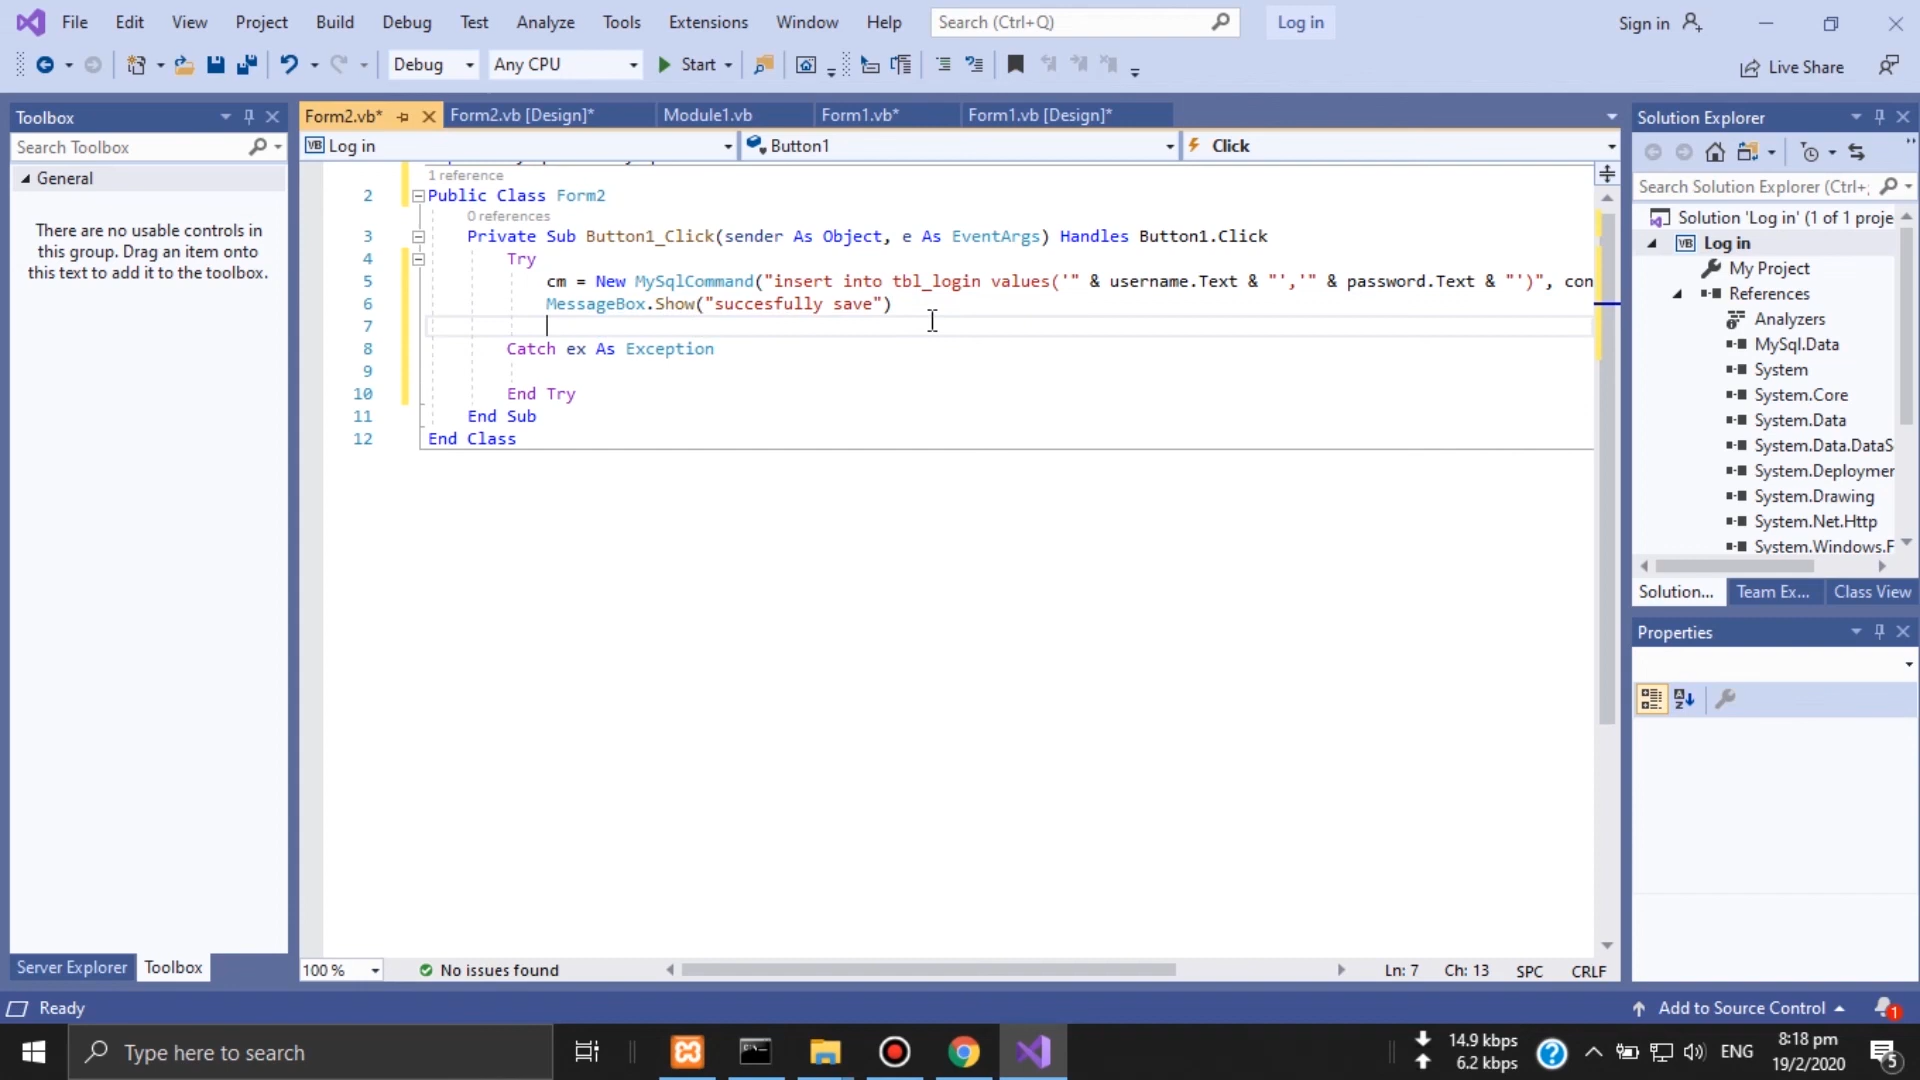 File Edit View Project Build Debug Test Analyze Tools Extensions Window Help Search (Ctrl+Q) Log in Sign in
Debug Any CPU Start Live Share
Toolbox
Search Toolbox
General
There are no usable controls in
this group. Drag an item onto
this text to add it to the toolbox.
Server Explorer Toolbox
Form2.vb* Form2.vb [Design]* Module1.vb Form1.vb* Form1.vb [Design]*
VB Log in Button1 Click
1 reference
2 Public Class Form2
0 references
3 Private Sub Button1_Click(sender As Object, e As EventArgs) Handles Button1.Click
4 Try
5 cm = New MySqlCommand("insert into tbl_login values('" & username.Text & "','" & password.Text & "')", con
6 MessageBox.Show("succesfully save")
7
8 Catch ex As Exception
9
10 End Try
11 End Sub
12 End Class
100 % No issues found Ln: 7 Ch: 13 SPC CRLF
Solution Explorer
Search Solution Explorer (Ctrl+;
Solution 'Log in' (1 of 1 proje
VB Log in
My Project
References
Analyzers
MySql.Data
System
System.Core
System.Data
System.Data.DataS
System.Deploymer
System.Drawing
System.Net.Http
System.Windows.F
Solution... Team Ex... Class View
Properties
Ready Add to Source Control 1
Type here to search
14.9 kbps
6.2 kbps
ENG
8:18 pm
19/2/2020
5